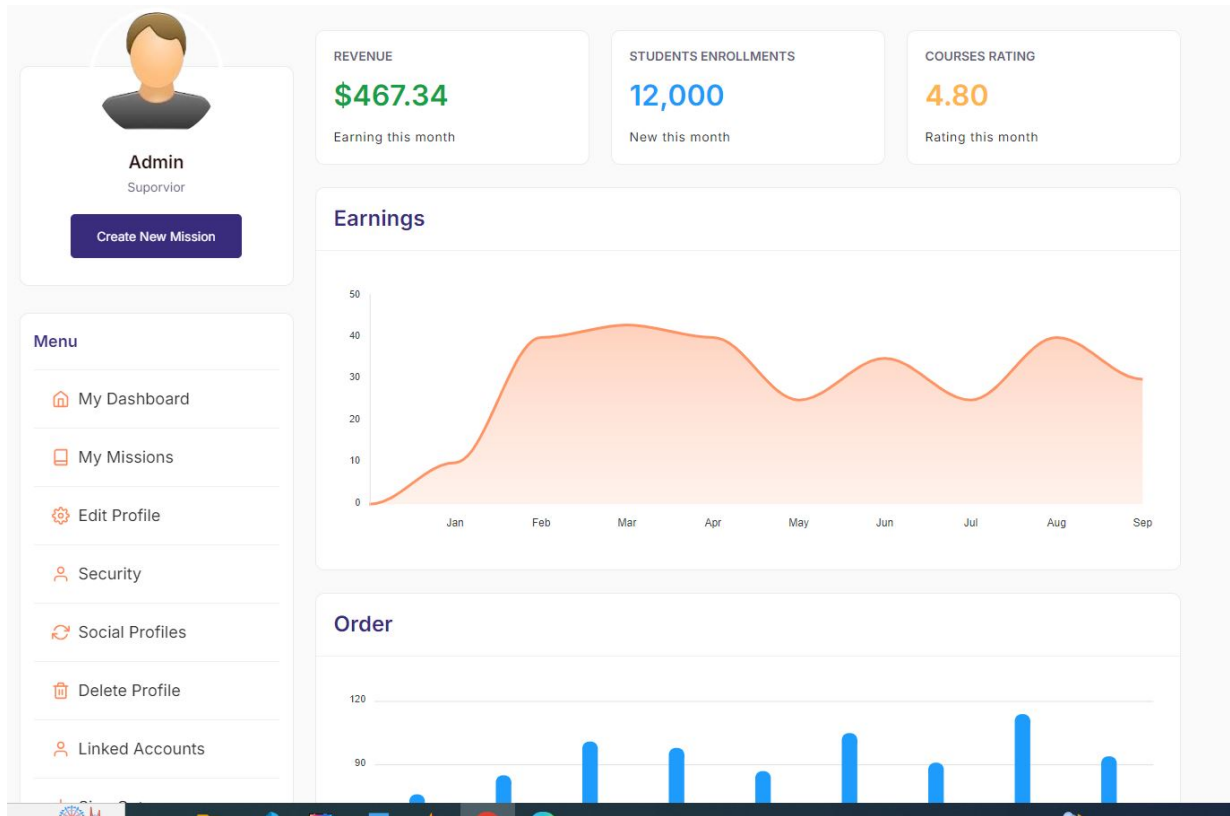 Admin
Suporvior
Create New Mission
Menu
My Dashboard
My Missions
Edit Profile
Security
Social Profiles
Delete Profile
Linked Accounts
REVENUE
$467.34
Earning this month
STUDENTS ENROLLMENTS
12,000
New this month
COURSES RATING
4.80
Rating this month
Earnings
50
40
30
20
10
0
Jan Feb Mar Apr May Jun Jul Aug Sep
Order
120
90